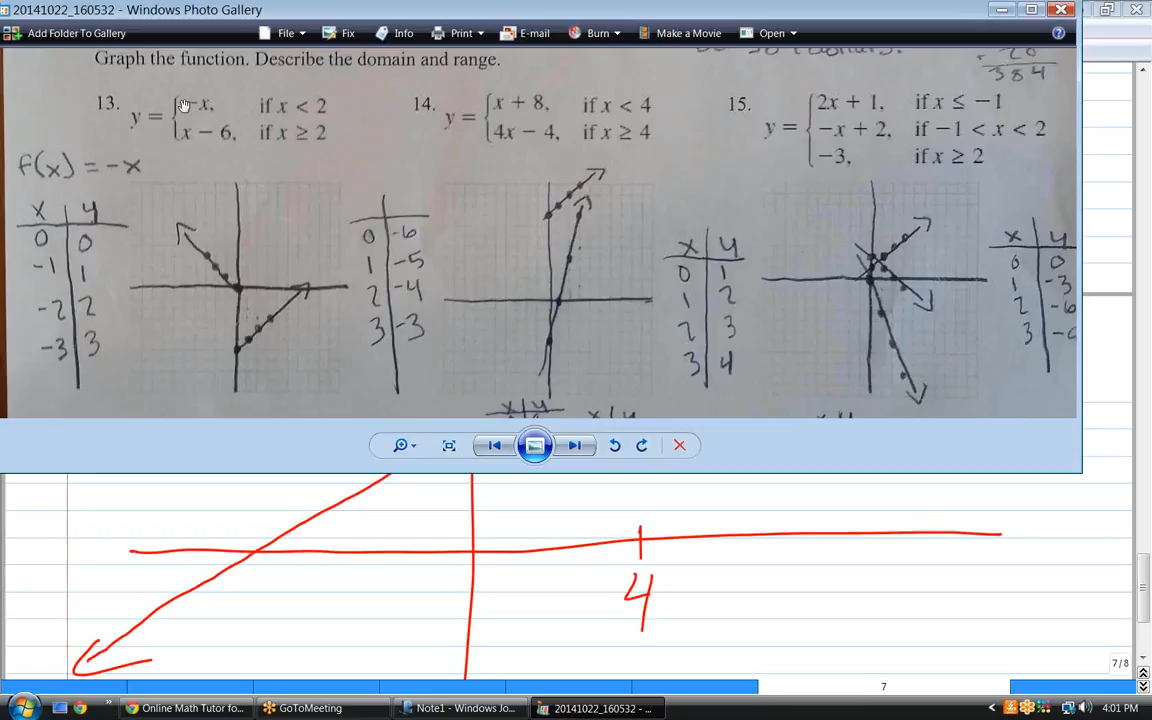 20141022_160532 - Windows Photo Gallery
Add Folder To Gallery
File
Fix
Info
Print
E-mail
Burn
Make a Movie
Open
20
384
Graph the function. Describe the domain and range.
13. y = { -x, if x < 2
x - 6, if x ≥ 2
14. y = { x + 8, if x < 4
4x - 4, if x ≥ 4
15. y = { 2x + 1, if x ≤ -1
-x + 2, if -1 < x < 2
-3, if x ≥ 2
f(x) = -x
x y
0 0
-1 1
-2 2
-3 3
0 -6
1 -5
2 -4
3 -3
x y
0 1
1 2
2 3
3 4
x y
0 0
1 -3
2 -6
3
x y
x y
x y
4
7/8
7
Online Math Tutor fo...
GoToMeeting
Note1 - Windows Jo...
20141022_160532 - ...
4:01 PM